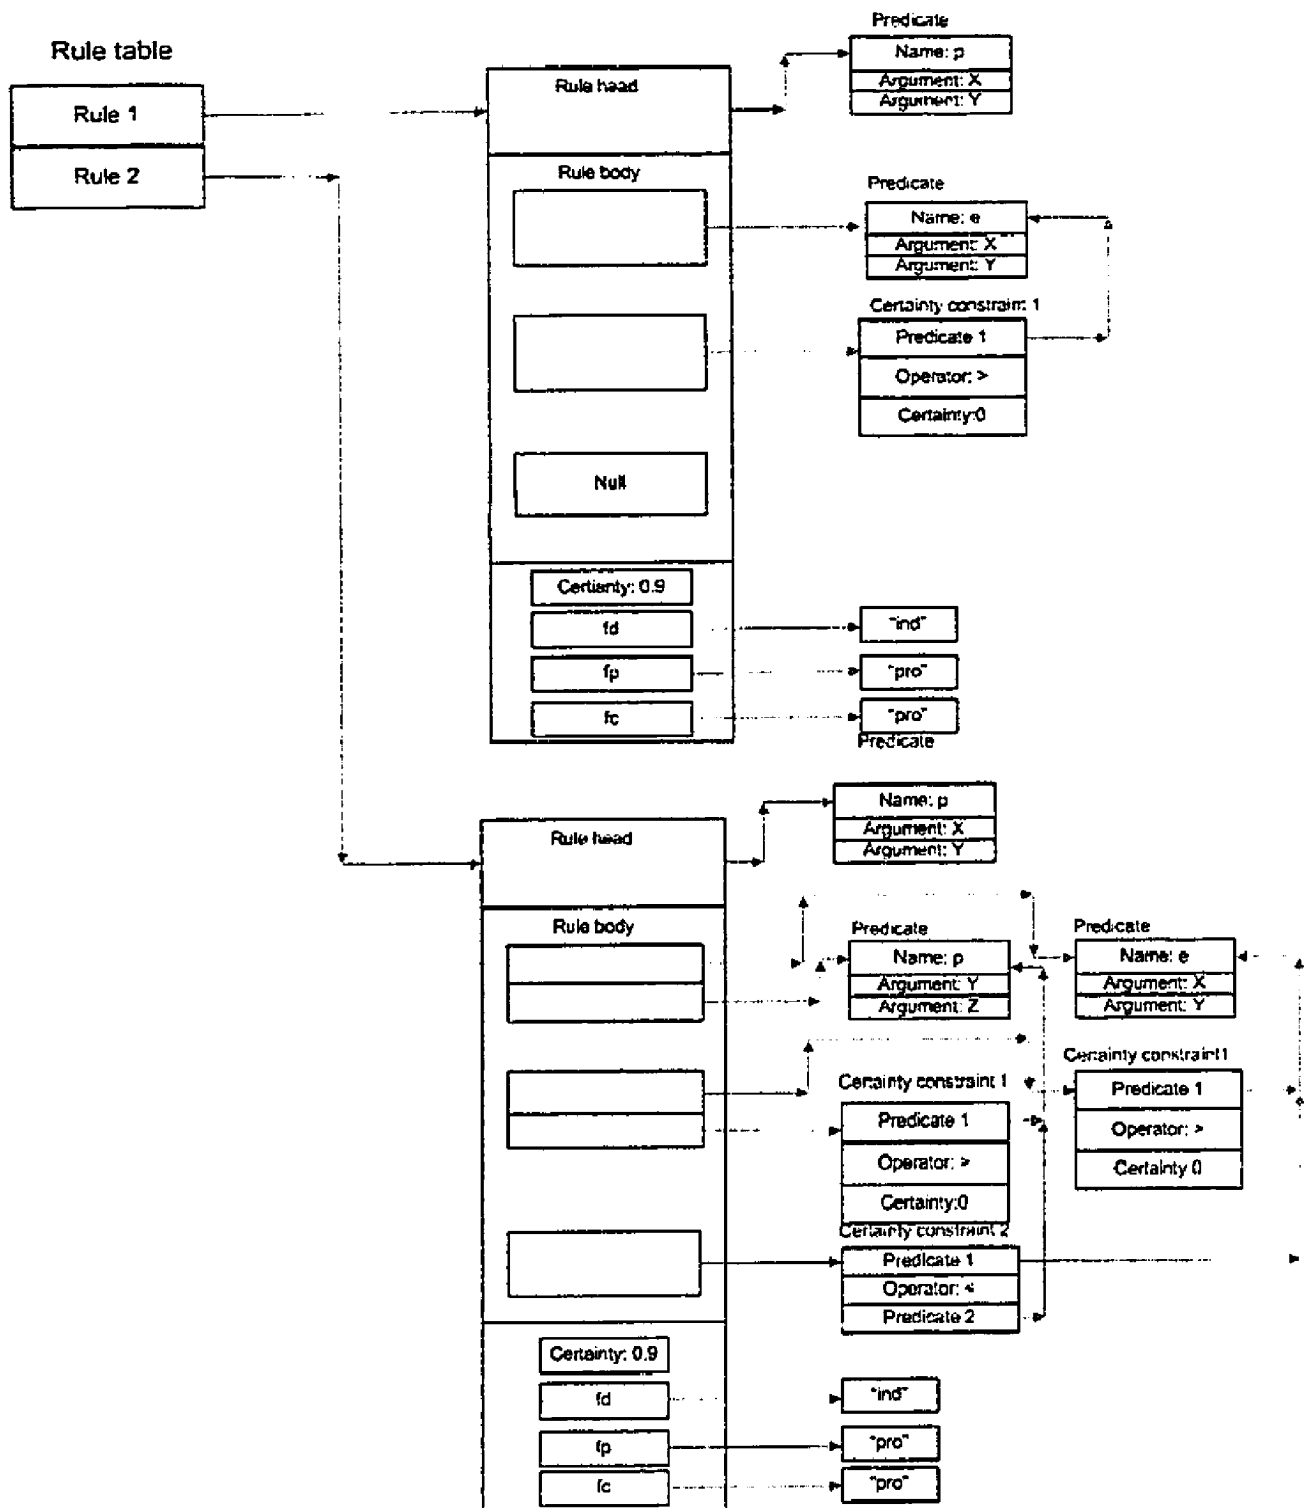 Predicate
Rule table
Name: p
Argument: X
Argument: Y
Rule 1
Rule 2
Rule head
Rule body
Predicate
Name: e
Argument: X
Argument: Y
Certainty constraint 1
Predicate 1
Operator: >
Certainty:0
Null
Certianty: 0.9
fd
"ind"
fp
"pro"
fc
"pro"
Predicate
Name: p
Argument: X
Argument: Y
Rule head
Rule body
Predicate
Name: p
Argument: Y
Argument: Z
Predicate
Name: e
Argument: X
Argument: Y
Certainty constraint1
Predicate 1
Operator: >
Certainty 0
Certainty constraint 1
Predicate 1
Operator: >
Certainty:0
Certainty constraint 2
Predicate 1
Operator: <
Predicate 2
Certainty: 0.9
fd
"ind"
fp
"pro"
fc
"pro"